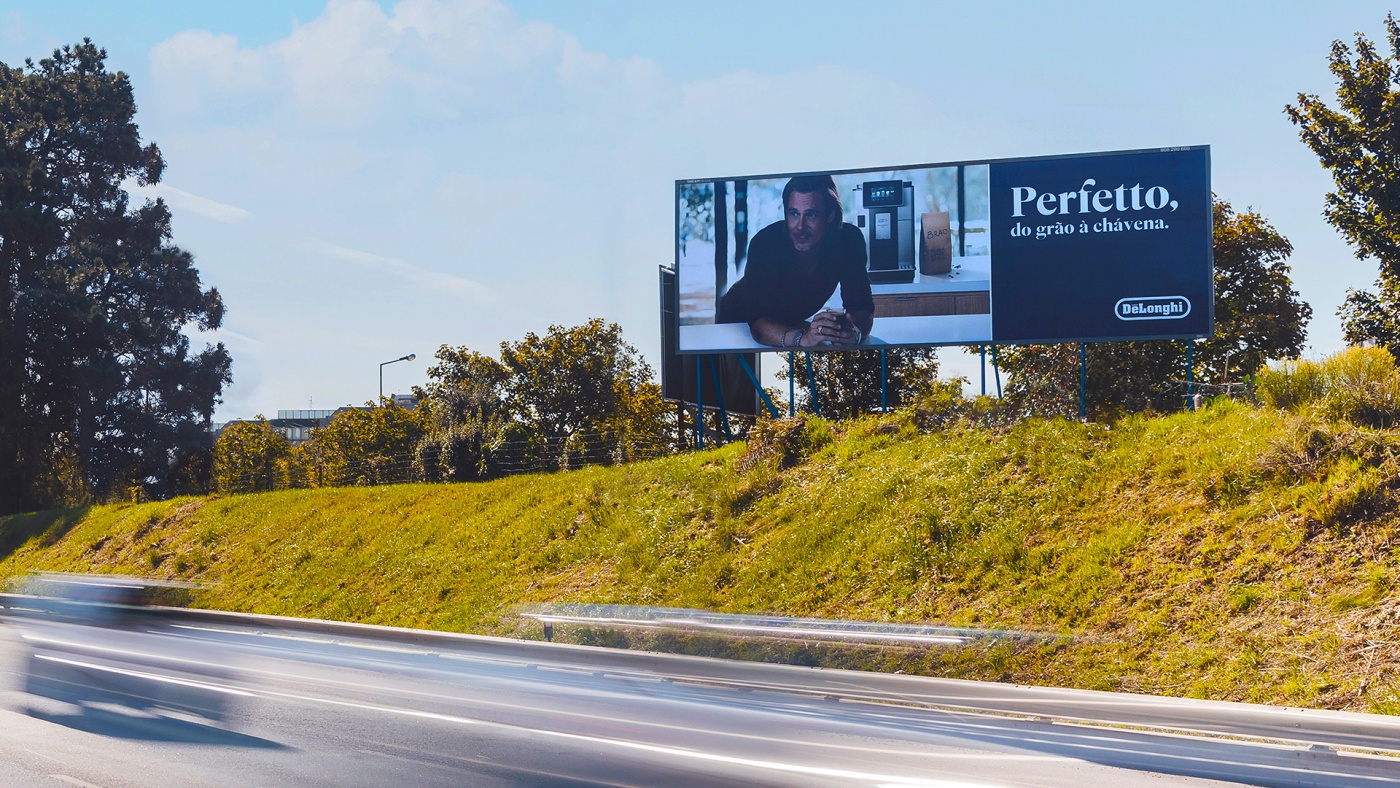 Perfetto,
do grão à chávena.
DeLonghi